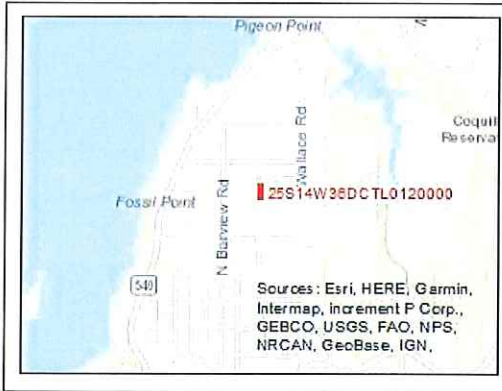 Pigeon Point
Wallace Rd
Coquil
Reserva
25S14W36DCTL0120000
Fossil Point
N Barview Rd
540
Sources: Esri, HERE, Garmin,
Intermap, increment P Corp.,
GEBCO, USGS, FAO, NPS,
NRCAN, GeoBase, IGN,